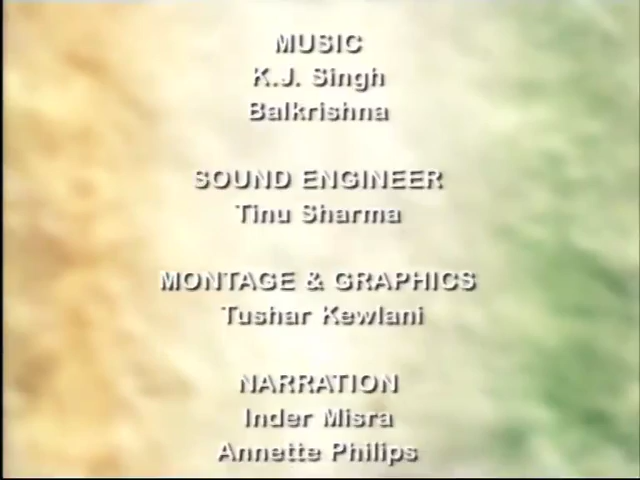 MUSIC
K.J. Singh
Balkrishna
SOUND ENGINEER
Tinu Sharma
MONTAGE & GRAPHICS
Tushar Kewlani
NARRATION
Inder Misra
Annette Philips